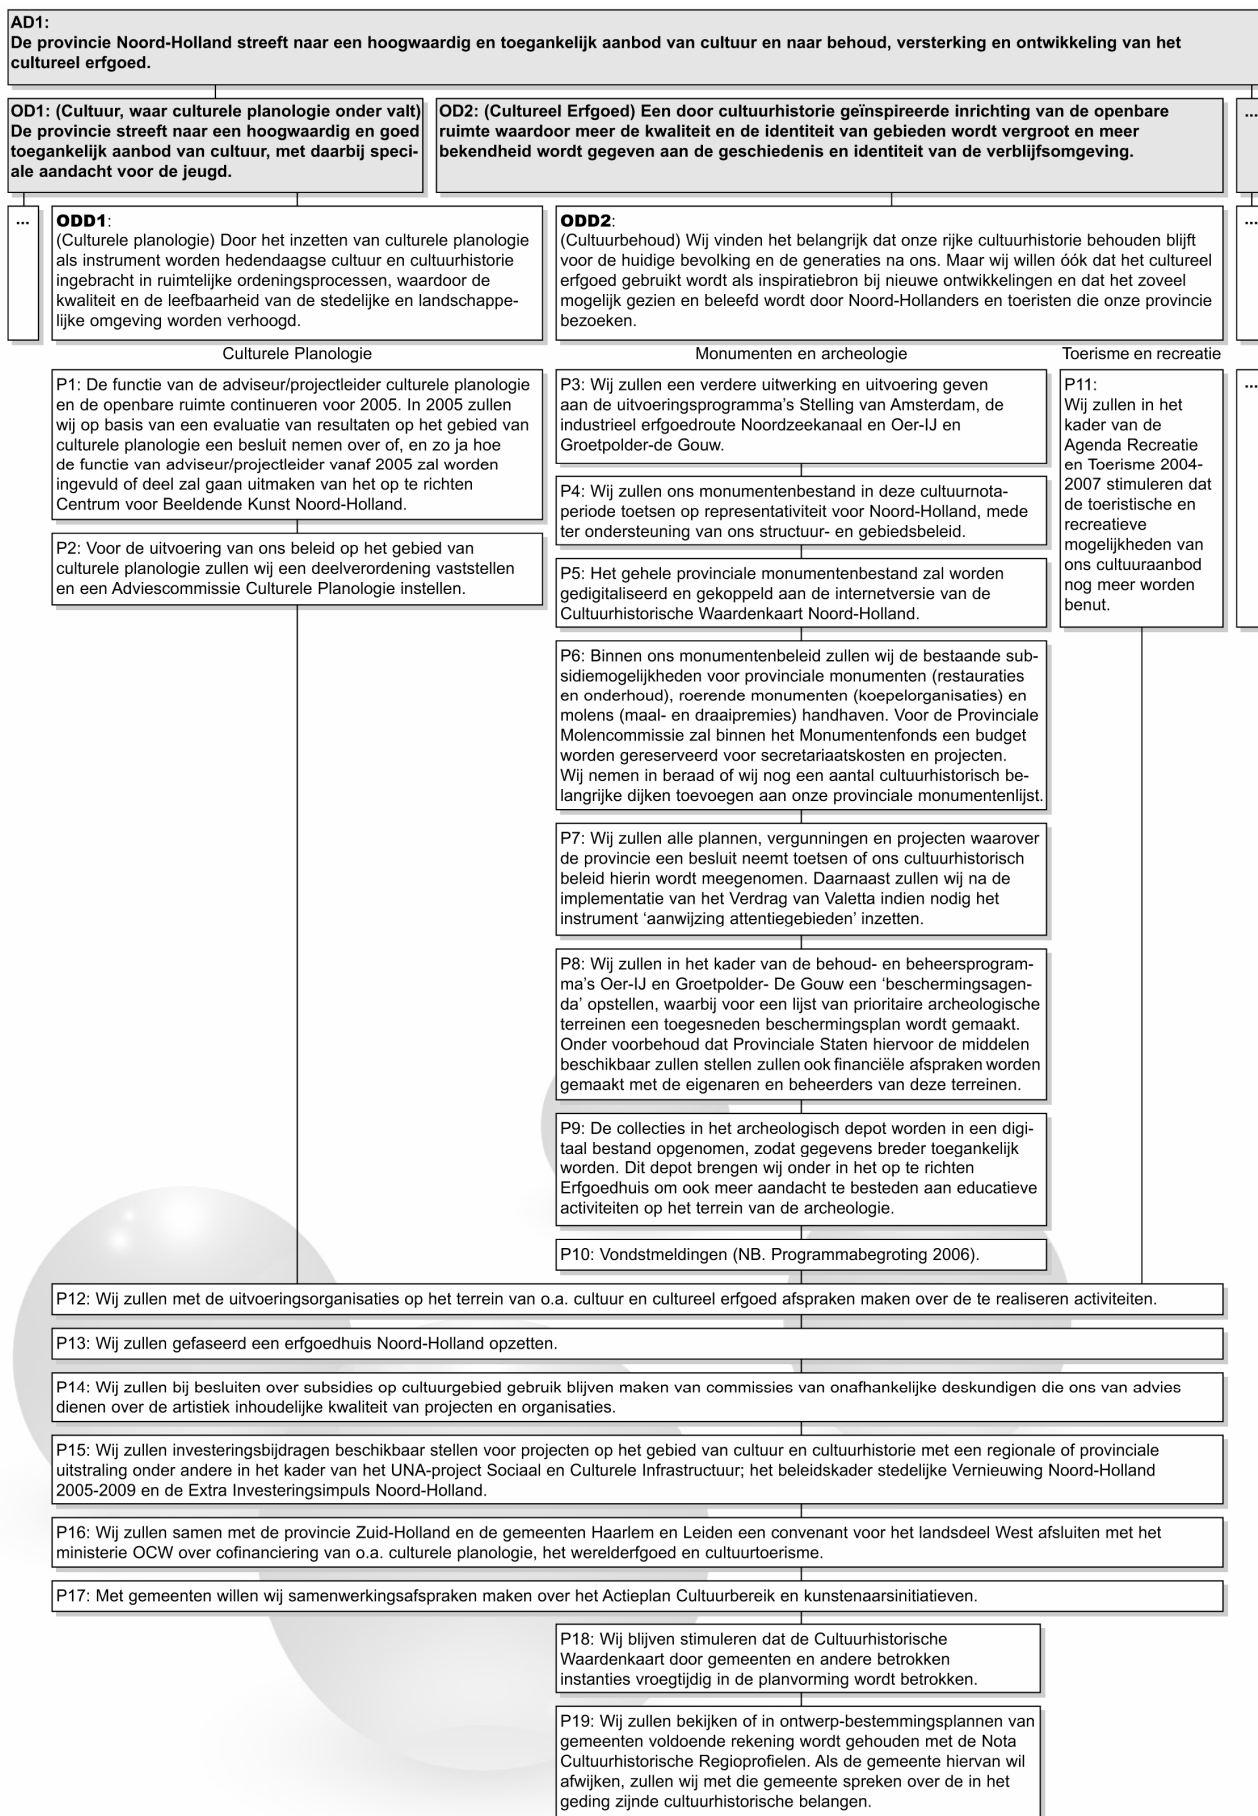 AD1:
De provincie Noord-Holland streeft naar een hoogwaardig en toegankelijk aanbod van cultuur en naar behoud, versterking en ontwikkeling van het
cultureel erfgoed.
OD1: (Cultuur, waar culturele planologie onder valt)
De provincie streeft naar een hoogwaardig en goed
toegankelijk aanbod van cultuur, met daarbij speci-
ale aandacht voor de jeugd.
OD2: (Cultureel Erfgoed) Een door cultuurhistorie geïnspireerde inrichting van de openbare
ruimte waardoor meer de kwaliteit en de identiteit van gebieden wordt vergroot en meer
bekendheid wordt gegeven aan de geschiedenis en identiteit van de verblijfsomgeving.
...
...
ODD1:
(Culturele planologie) Door het inzetten van culturele planologie
als instrument worden hedendaagse cultuur en cultuurhistorie
ingebracht in ruimtelijke ordeningsprocessen, waardoor de
kwaliteit en de leefbaarheid van de stedelijke en landschappe-
lijke omgeving worden verhoogd.
ODD2:
(Cultuurbehoud) Wij vinden het belangrijk dat onze rijke cultuurhistorie behouden blijft
voor de huidige bevolking en de generaties na ons. Maar wij willen óók dat het cultureel
erfgoed gebruikt wordt als inspiratiebron bij nieuwe ontwikkelingen en dat het zoveel
mogelijk gezien en beleefd wordt door Noord-Hollanders en toeristen die onze provincie
bezoeken.
...
Culturele Planologie
Monumenten en archeologie
Toerisme en recreatie
P1: De functie van de adviseur/projectleider culturele planologie
en de openbare ruimte continueren voor 2005. In 2005 zullen
wij op basis van een evaluatie van resultaten op het gebied van
culturele planologie een besluit nemen over of, en zo ja hoe
de functie van adviseur/projectleider vanaf 2005 zal worden
ingevuld of deel zal gaan uitmaken van het op te richten
Centrum voor Beeldende Kunst Noord-Holland.
P2: Voor de uitvoering van ons beleid op het gebied van
culturele planologie zullen wij een deelverordening vaststellen
en een Adviescommissie Culturele Planologie instellen.
P3: Wij zullen een verdere uitwerking en uitvoering geven
aan de uitvoeringsprogramma's Stelling van Amsterdam, de
industrieel erfgoedroute Noordzeekanaal en Oer-IJ en
Groetpolder-de Gouw.
P4: Wij zullen ons monumentenbestand in deze cultuurnota-
periode toetsen op representativiteit voor Noord-Holland, mede
ter ondersteuning van ons structuur- en gebiedsbeleid.
P5: Het gehele provinciale monumentenbestand zal worden
gedigitaliseerd en gekoppeld aan de internetversie van de
Cultuurhistorische Waardenkaart Noord-Holland.
P6: Binnen ons monumentenbeleid zullen wij de bestaande sub-
sidiemogelijkheden voor provinciale monumenten (restauraties
en onderhoud), roerende monumenten (koepelorganisaties) en
molens (maal- en draaipremies) handhaven. Voor de Provinciale
Molencommissie zal binnen het Monumentenfonds een budget
worden gereserveerd voor secretariaatskosten en projecten.
Wij nemen in beraad of wij nog een aantal cultuurhistorisch be-
langrijke dijken toevoegen aan onze provinciale monumentenlijst.
P7: Wij zullen alle plannen, vergunningen en projecten waarover
de provincie een besluit neemt toetsen of ons cultuurhistorisch
beleid hierin wordt meegenomen. Daarnaast zullen wij na de
implementatie van het Verdrag van Valetta indien nodig het
instrument 'aanwijzing attentiegebieden' inzetten.
P8: Wij zullen in het kader van de behoud- en beheersprogram-
ma's Oer-IJ en Groetpolder- De Gouw een 'beschermingsagen-
da' opstellen, waarbij voor een lijst van prioritaire archeologische
terreinen een toegesneden beschermingsplan wordt gemaakt.
Onder voorbehoud dat Provinciale Staten hiervoor de middelen
beschikbaar zullen stellen zullen ook financiële afspraken worden
gemaakt met de eigenaren en beheerders van deze terreinen.
P9: De collecties in het archeologisch depot worden in een digi-
taal bestand opgenomen, zodat gegevens breder toegankelijk
worden. Dit depot brengen wij onder in het op te richten
Erfgoedhuis om ook meer aandacht te besteden aan educatieve
activiteiten op het terrein van de archeologie.
P10: Vondstmeldingen (NB. Programmabegroting 2006).
P11:
Wij zullen in het
kader van de
Agenda Recreatie
en Toerisme 2004-
2007 stimuleren dat
de toeristische en
recreatieve
mogelijkheden van
ons cultuuraanbod
nog meer worden
benut.
...
P12: Wij zullen met de uitvoeringsorganisaties op het terrein van o.a. cultuur en cultureel erfgoed afspraken maken over de te realiseren activiteiten.
P13: Wij zullen gefaseerd een erfgoedhuis Noord-Holland opzetten.
P14: Wij zullen bij besluiten over subsidies op cultuurgebied gebruik blijven maken van commissies van onafhankelijke deskundigen die ons van advies
dienen over de artistiek inhoudelijke kwaliteit van projecten en organisaties.
P15: Wij zullen investeringsbijdragen beschikbaar stellen voor projecten op het gebied van cultuur en cultuurhistorie met een regionale of provinciale
uitstraling onder andere in het kader van het UNA-project Sociaal en Culturele Infrastructuur; het beleidskader stedelijke Vernieuwing Noord-Holland
2005-2009 en de Extra Investeringsimpuls Noord-Holland.
P16: Wij zullen samen met de provincie Zuid-Holland en de gemeenten Haarlem en Leiden een convenant voor het landsdeel West afsluiten met het
ministerie OCW over cofinanciering van o.a. culturele planologie, het werelderfgoed en cultuurtoerisme.
P17: Met gemeenten willen wij samenwerkingsafspraken maken over het Actieplan Cultuurbereik en kunstenaarsinitiatieven.
P18: Wij blijven stimuleren dat de Cultuurhistorische
Waardenkaart door gemeenten en andere betrokken
instanties vroegtijdig in de planvorming wordt betrokken.
P19: Wij zullen bekijken of in ontwerp-bestemmingsplannen van
gemeenten voldoende rekening wordt gehouden met de Nota
Cultuurhistorische Regioprofielen. Als de gemeente hiervan wil
afwijken, zullen wij met die gemeente spreken over de in het
geding zijnde cultuurhistorische belangen.